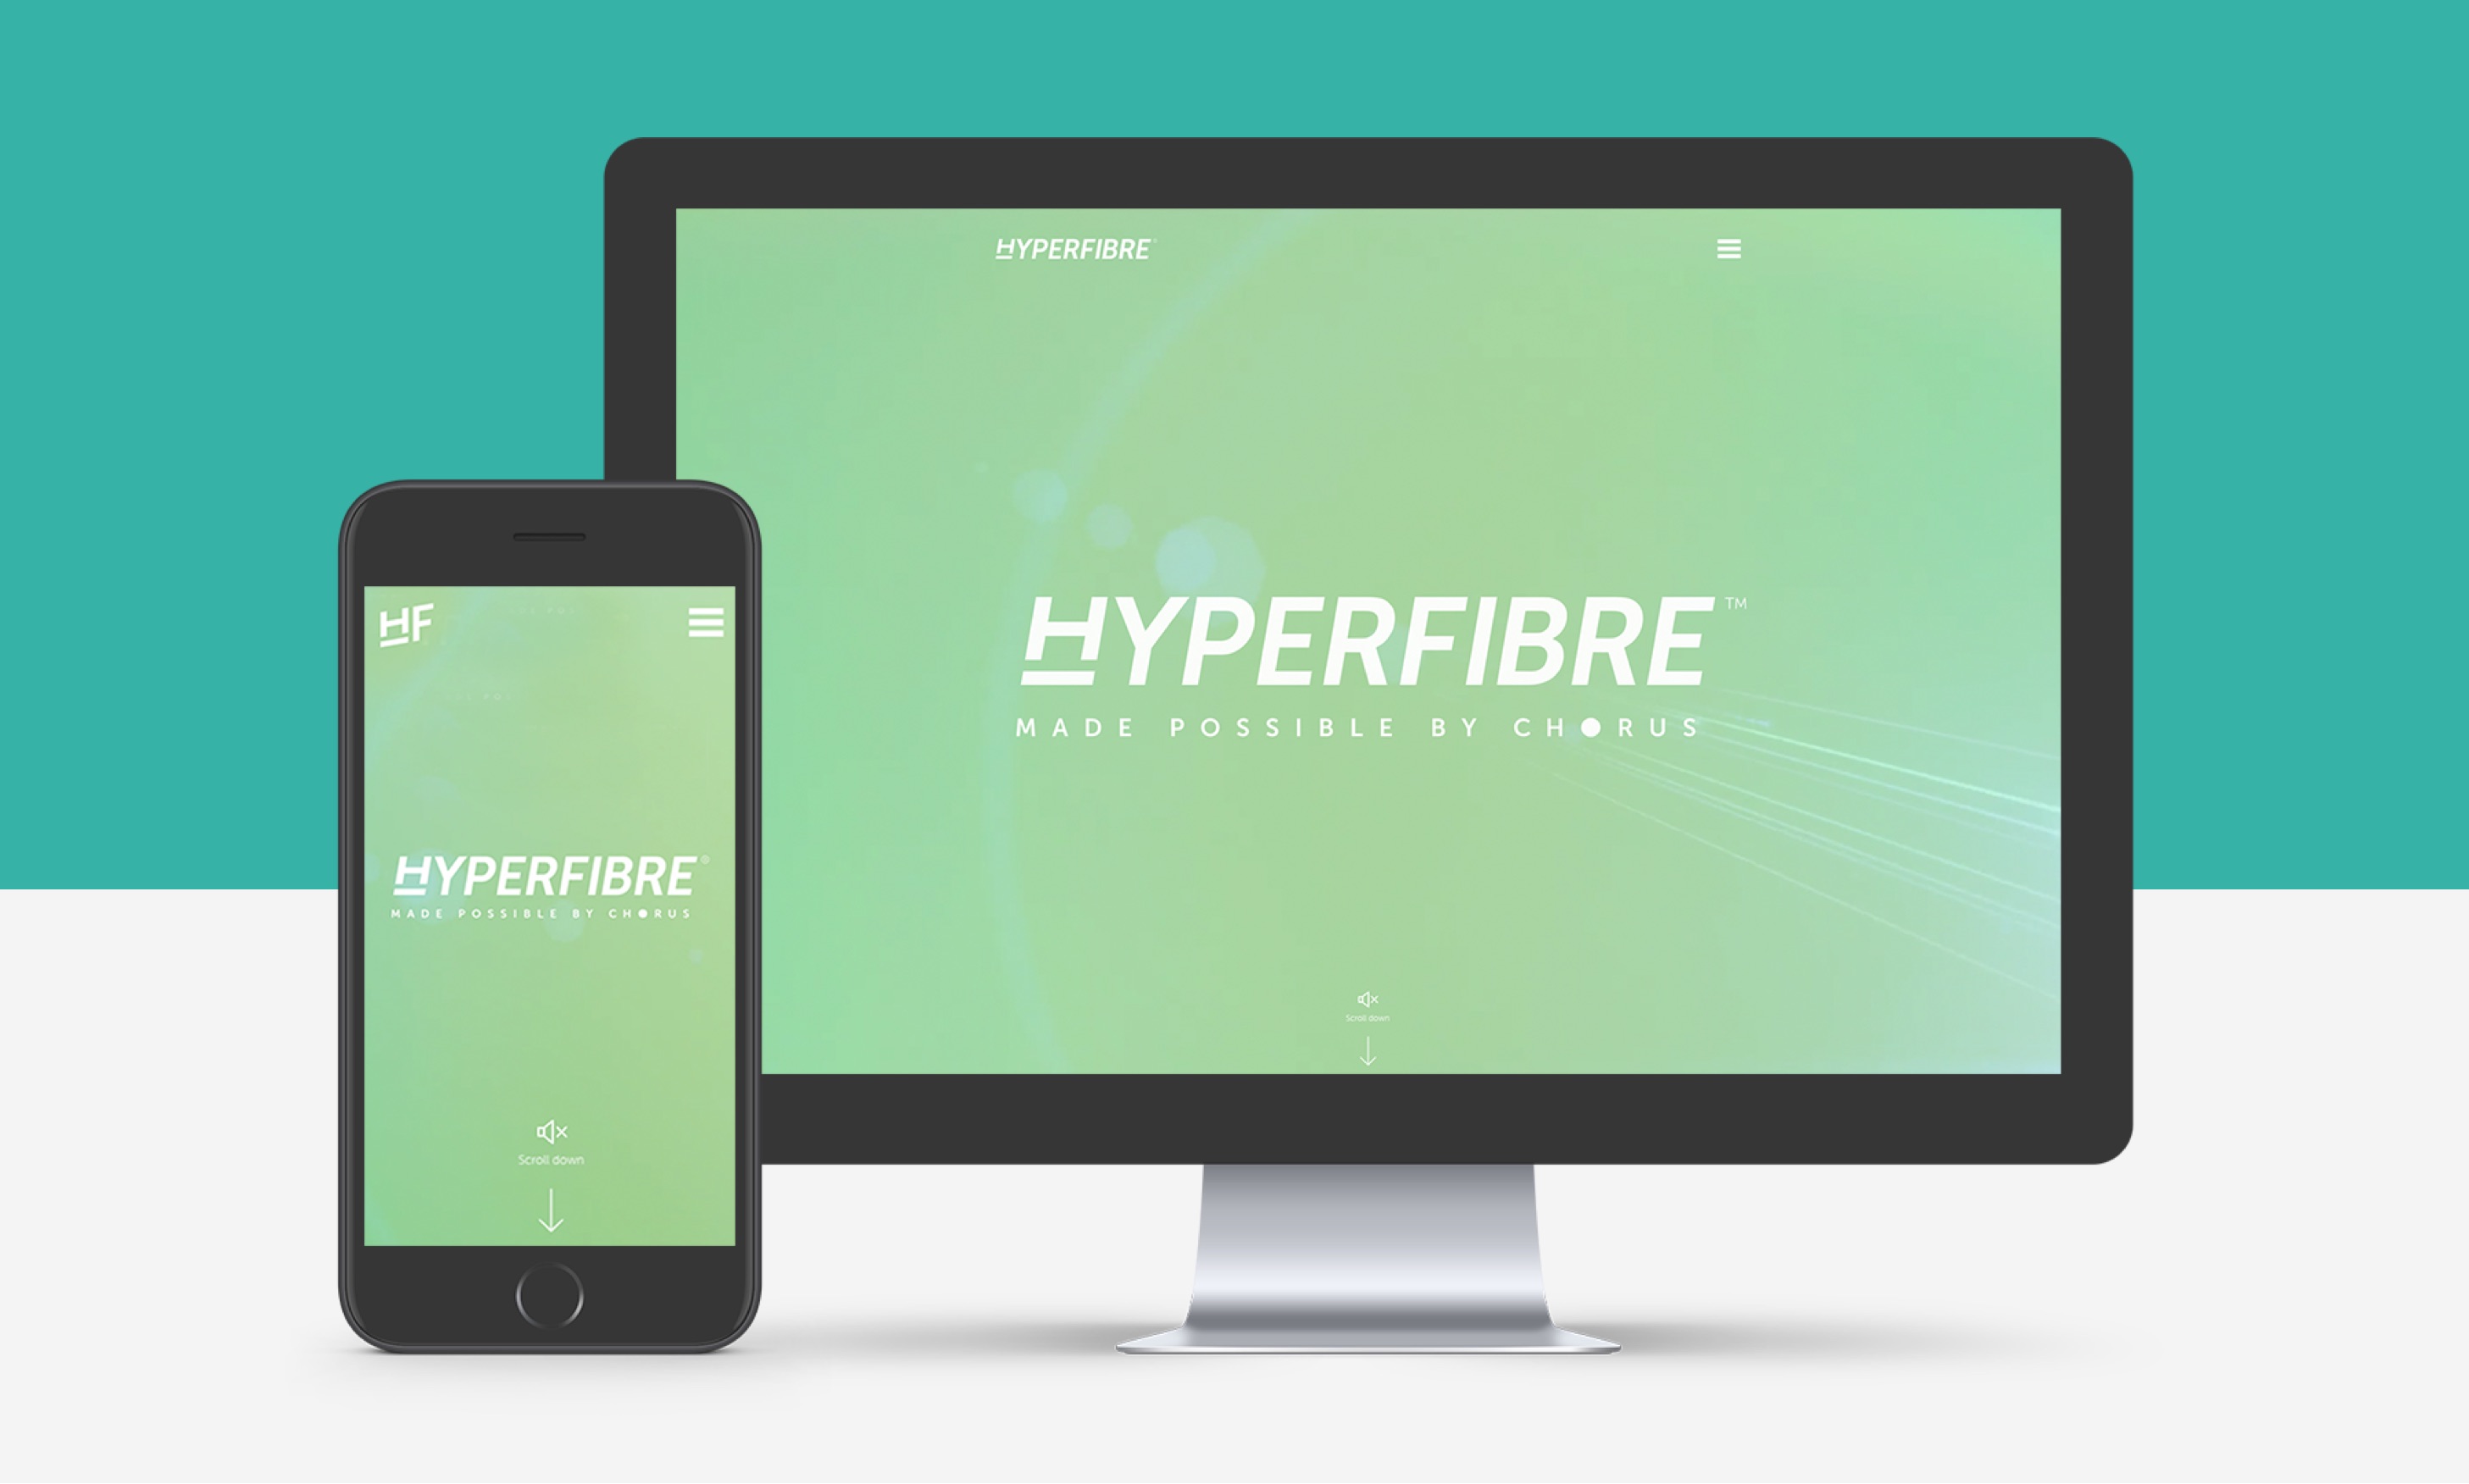 HYPERFIBRE
HYPERFIBRE™
MADE POSSIBLE BY CHORUS
Scroll down
HF
HYPERFIBRE®
MADE POSSIBLE BY CHORUS
Scroll down